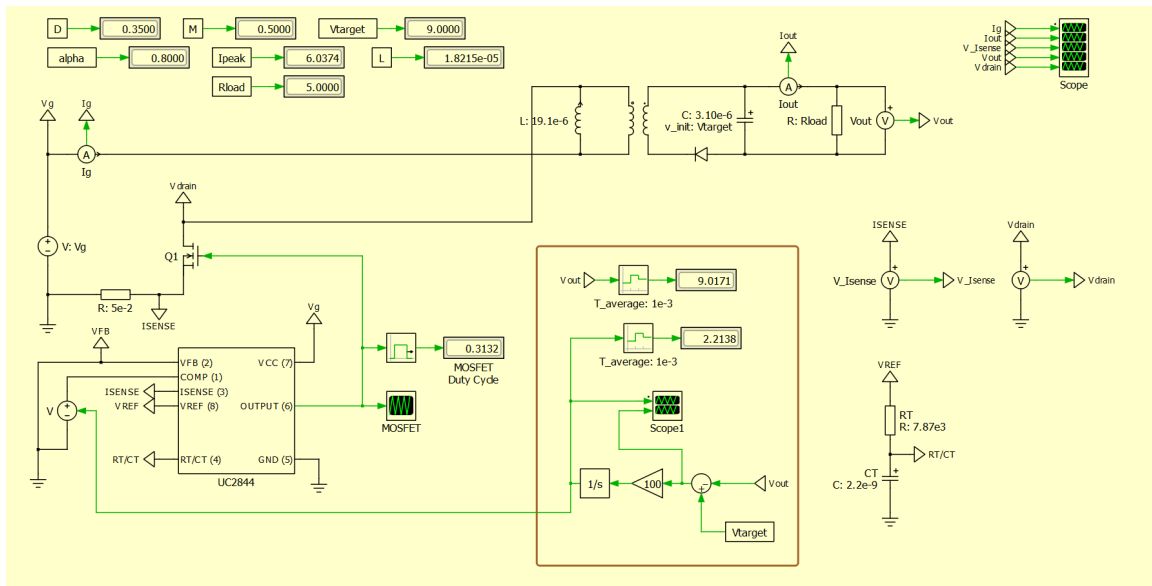 D
0.3500
M
0.5000
Vtarget
9.0000
alpha
0.8000
Ipeak
6.0374
L
1.8215e-05
Rload
5.0000
Ig
Iout
V_Isense
Vout
Vdrain
Scope
Iout
A
Iout
L: 19.1e-6
C: 3.10e-6
v_init: Vtarget
R: Rload
Vout
V
Vout
Vg
Ig
A
Ig
Vdrain
V: Vg
Q1
R: 5e-2
ISENSE
Vg
VFB
VFB (2)
COMP (1)
ISENSE (3)
VREF (8)
RT/CT (4)
VCC (7)
OUTPUT (6)
GND (5)
UC2844
ISENSE
VREF
RT/CT
V
0.3132
MOSFET
Duty Cycle
MOSFET
Vout
9.0171
T_average: 1e-3
2.2138
T_average: 1e-3
Scope1
1/s
100
Vout
Vtarget
ISENSE
V_Isense
V
V_Isense
Vdrain
V
Vdrain
VREF
RT
R: 7.87e3
RT/CT
CT
C: 2.2e-9